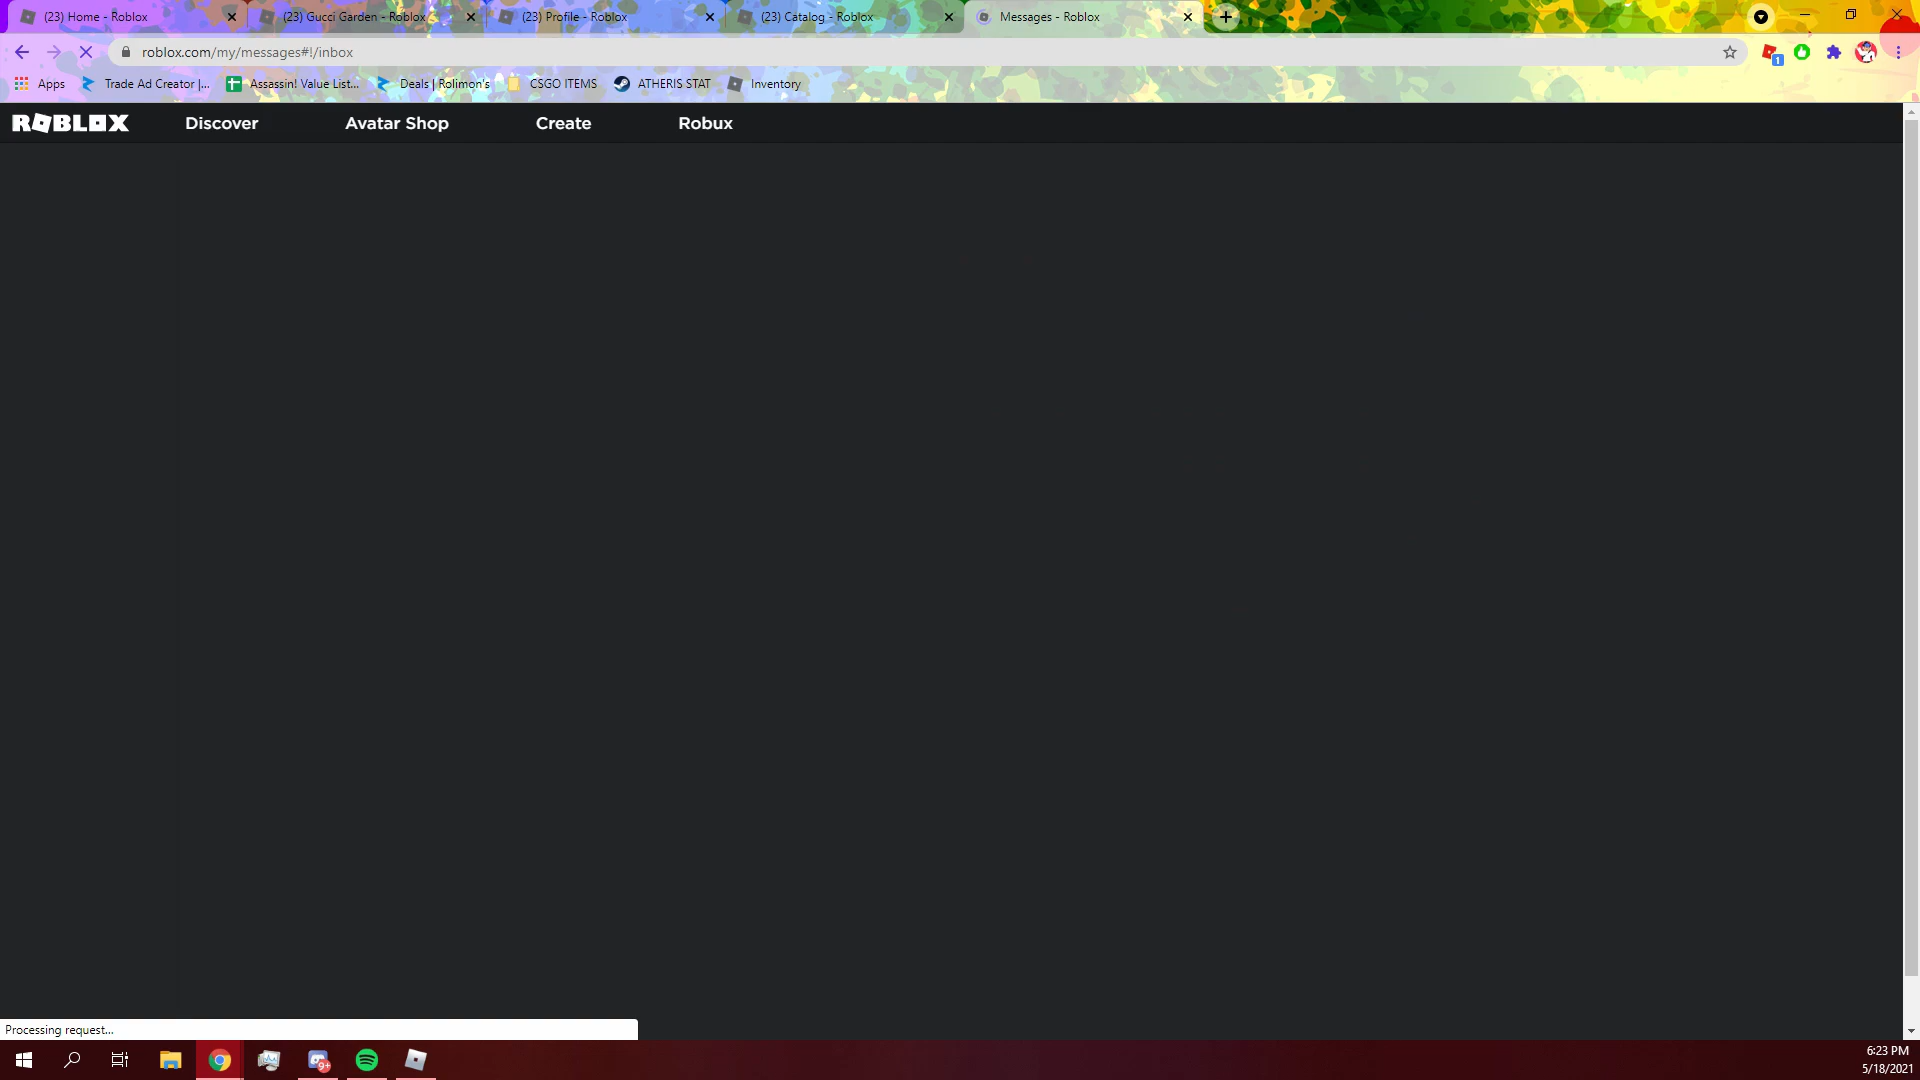 (23) Home - Roblox
(23) Gucci Garden - Roblox
(23) Profile - Roblox
(23) Catalog - Roblox
Messages - Roblox
roblox.com/my/messages#!/inbox
1
Apps
Trade Ad Creator |...
Assassin! Value List...
Deals | Rolimon's
CSGO ITEMS
ATHERIS STAT
Inventory
ROBLOX
Discover
Avatar Shop
Create
Robux
Processing request...
9+
6:23 PM
5/18/2021